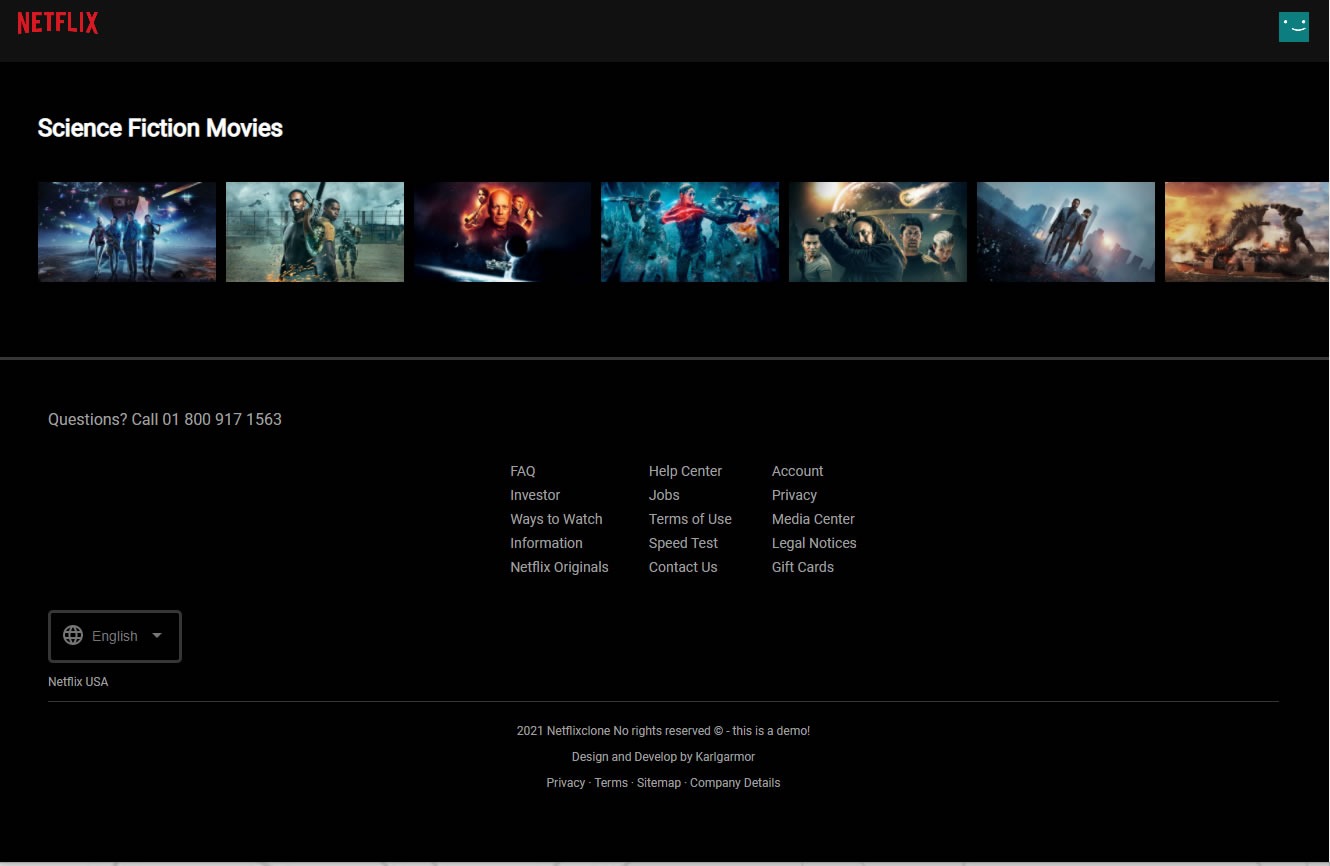 NETFLIX
Science Fiction Movies
Questions? Call 01 800 917 1563
FAQ
Investor
Ways to Watch
Information
Netflix Originals
Help Center
Jobs
Terms of Use
Speed Test
Contact Us
Account
Privacy
Media Center
Legal Notices
Gift Cards
English
Netflix USA
2021 Netflixclone No rights reserved © - this is a demo!
Design and Develop by Karlgarmor
Privacy · Terms · Sitemap · Company Details